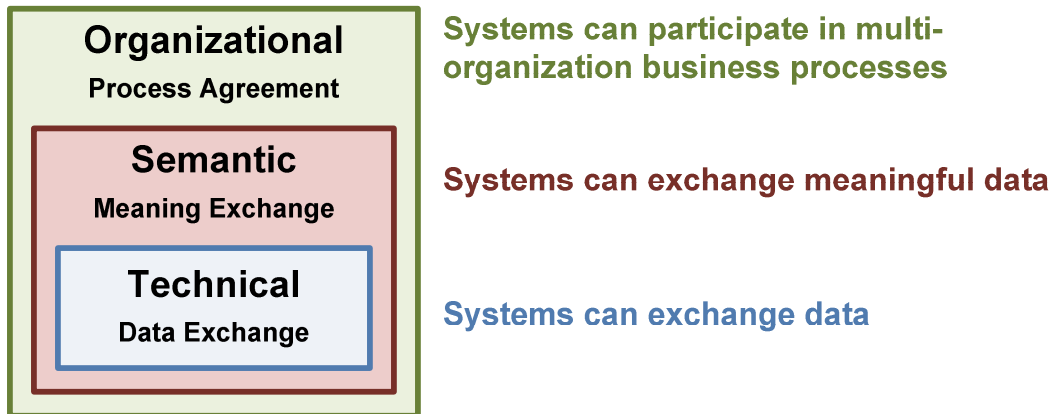 Organizational
Process Agreement
Systems can participate in multi-
organization business processes
Semantic
Meaning Exchange
Systems can exchange meaningful data
Technical
Data Exchange
Systems can exchange data